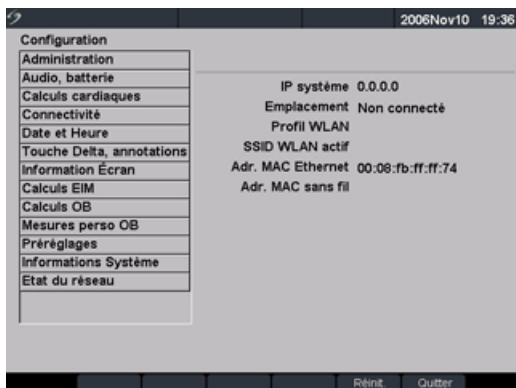 2006Nov10 19:36
Configuration
Administration
Audio, batterie
Calculs cardiaques
Connectivité
Date et Heure
Touche Delta, annotations
Information Écran
Calculs EIM
Calculs OB
Mesures perso OB
Préréglages
Informations Système
Etat du réseau
IP système 0.0.0.0
Emplacement Non connecté
Profil WLAN
SSID WLAN actif
Adr. MAC Ethernet 00:08:fb:ff:ff:74
Adr. MAC sans fil
Réinit. Quitter